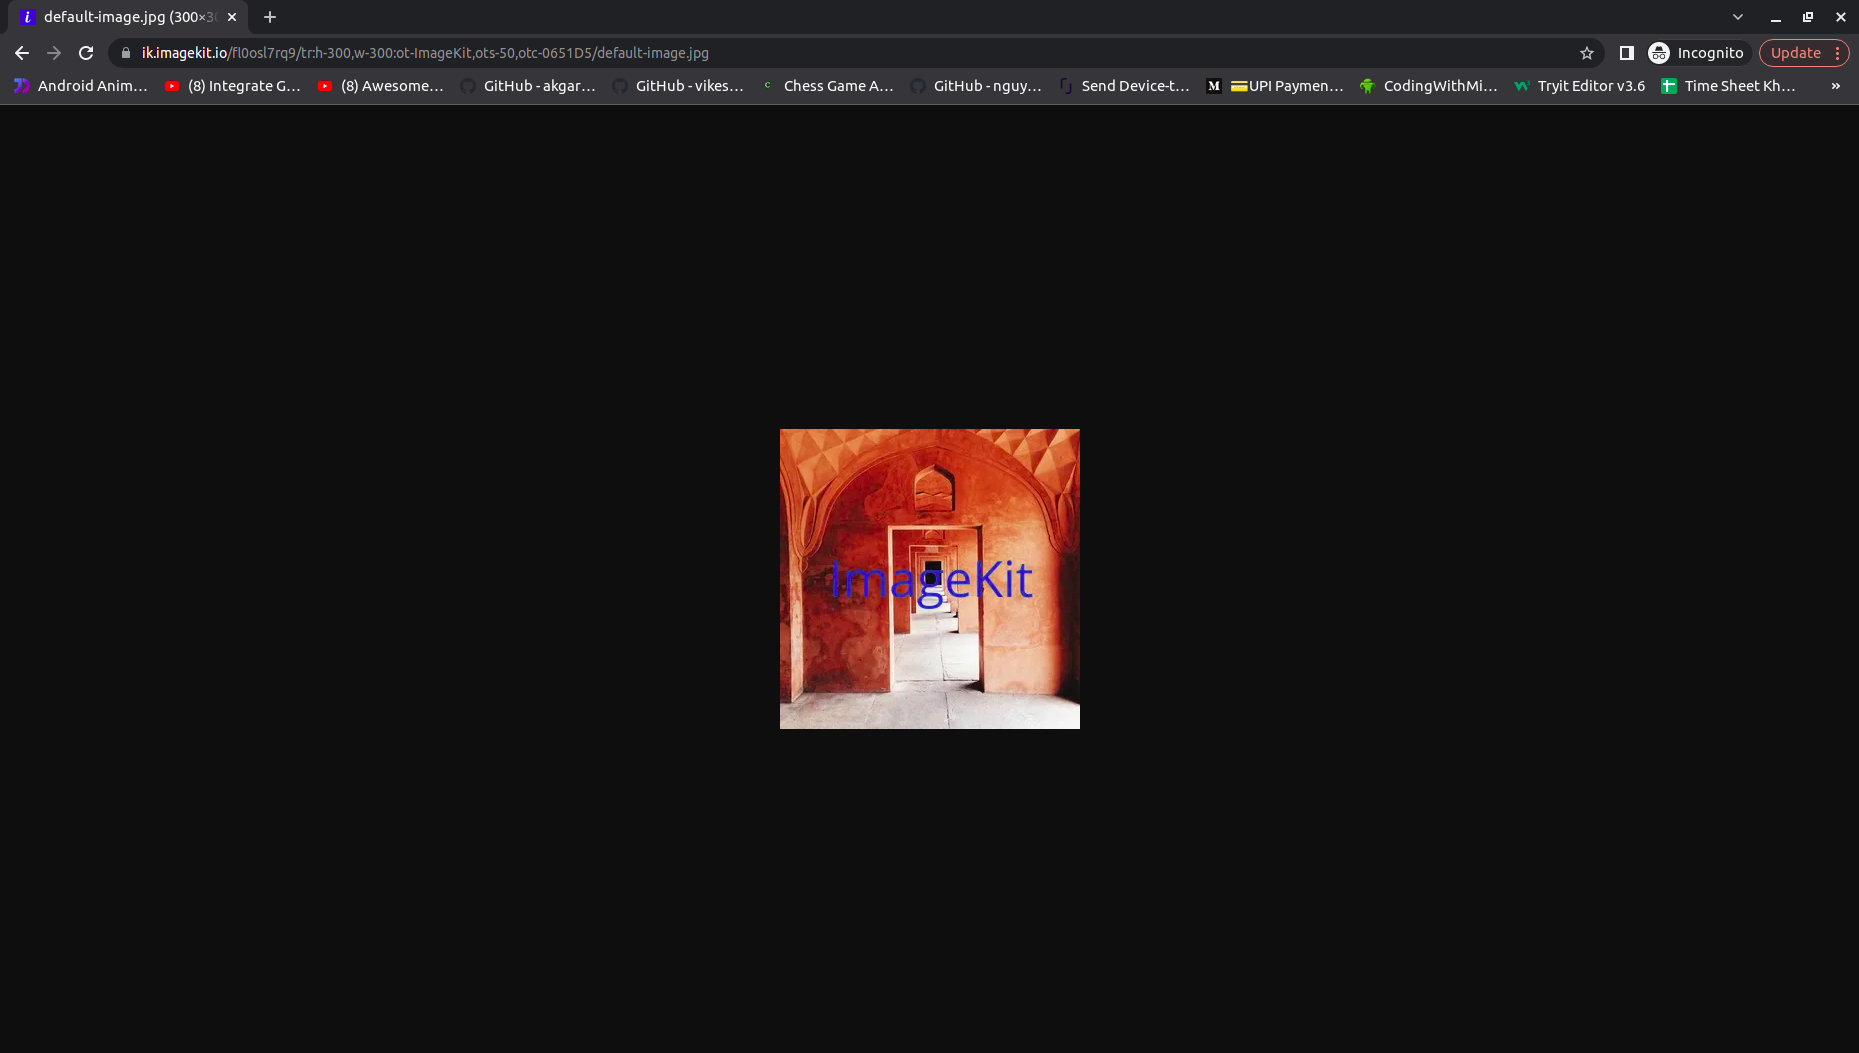 default-image.jpg (300×30
ik.imagekit.io/fl0osl7rq9/tr:h-300,w-300:ot-ImageKit,ots-50,otc-0651D5/default-image.jpg
Incognito
Update
Android Anim...
(8) Integrate G...
(8) Awesome...
GitHub - akgar...
GitHub - vikes...
Chess Game A...
GitHub - nguy...
Send Device-t...
UPI Paymen...
CodingWithMi...
Tryit Editor v3.6
Time Sheet Kh...
ImageKit